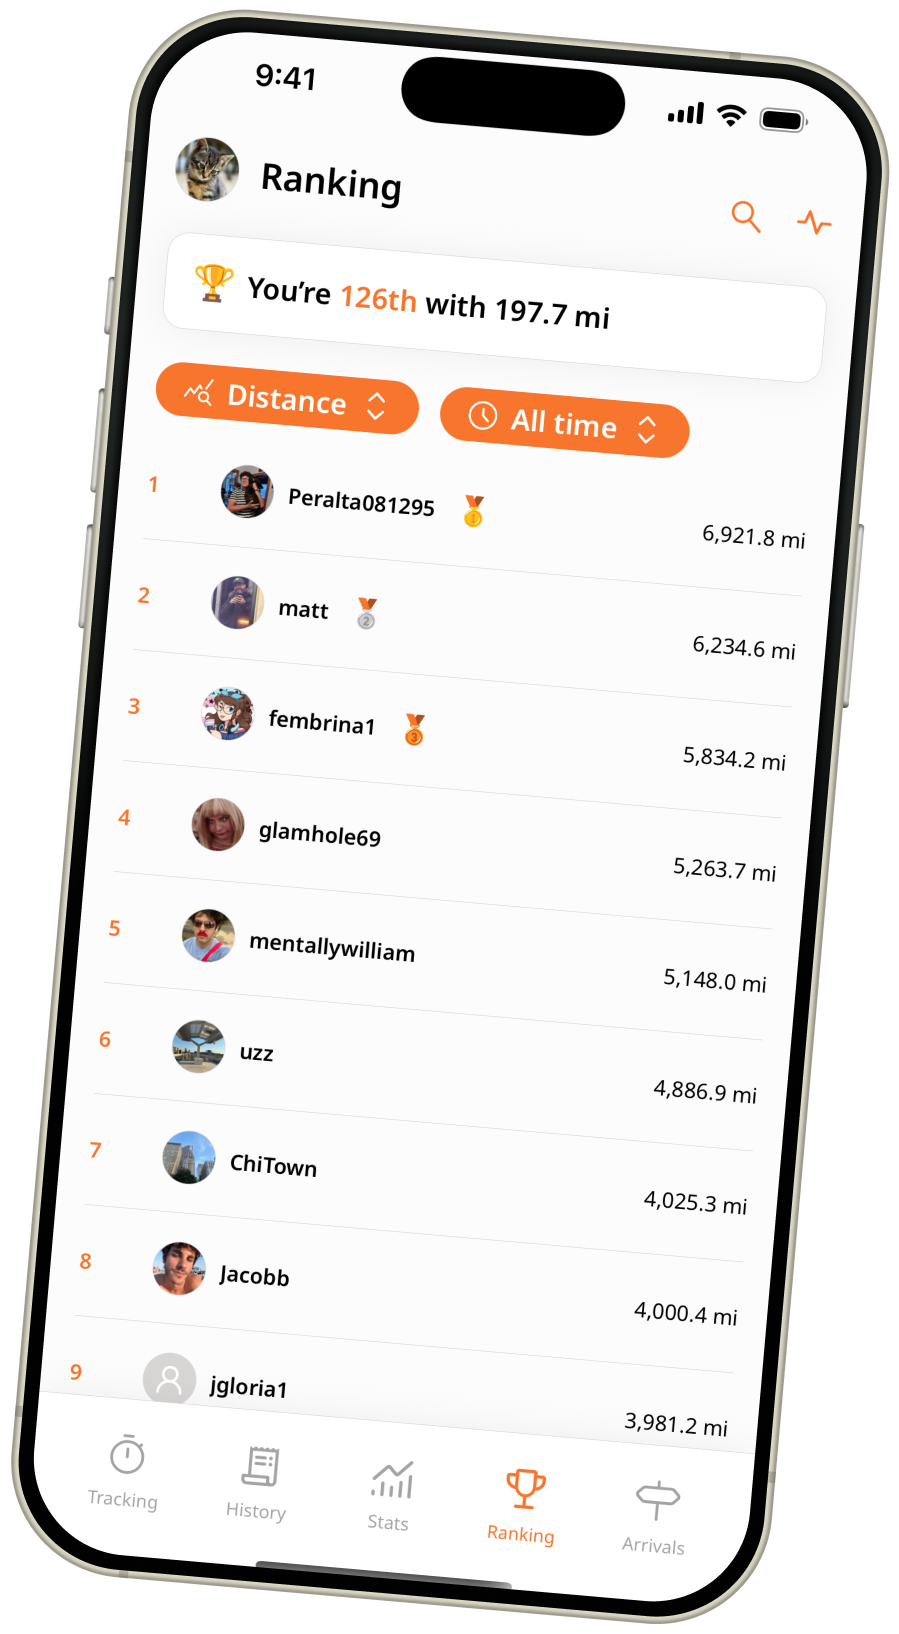 9:41
Ranking
You’re 126th with 197.7 mi
Distance
All time
1 Peralta081295 6,921.8 mi
2 matt 6,234.6 mi
3 fembrina1 5,834.2 mi
4 glamhole69 5,263.7 mi
5 mentallywilliam 5,148.0 mi
6 uzz 4,886.9 mi
7 ChiTown 4,025.3 mi
8 Jacobb 4,000.4 mi
9 jgloria1 3,981.2 mi
Tracking History Stats Ranking Arrivals